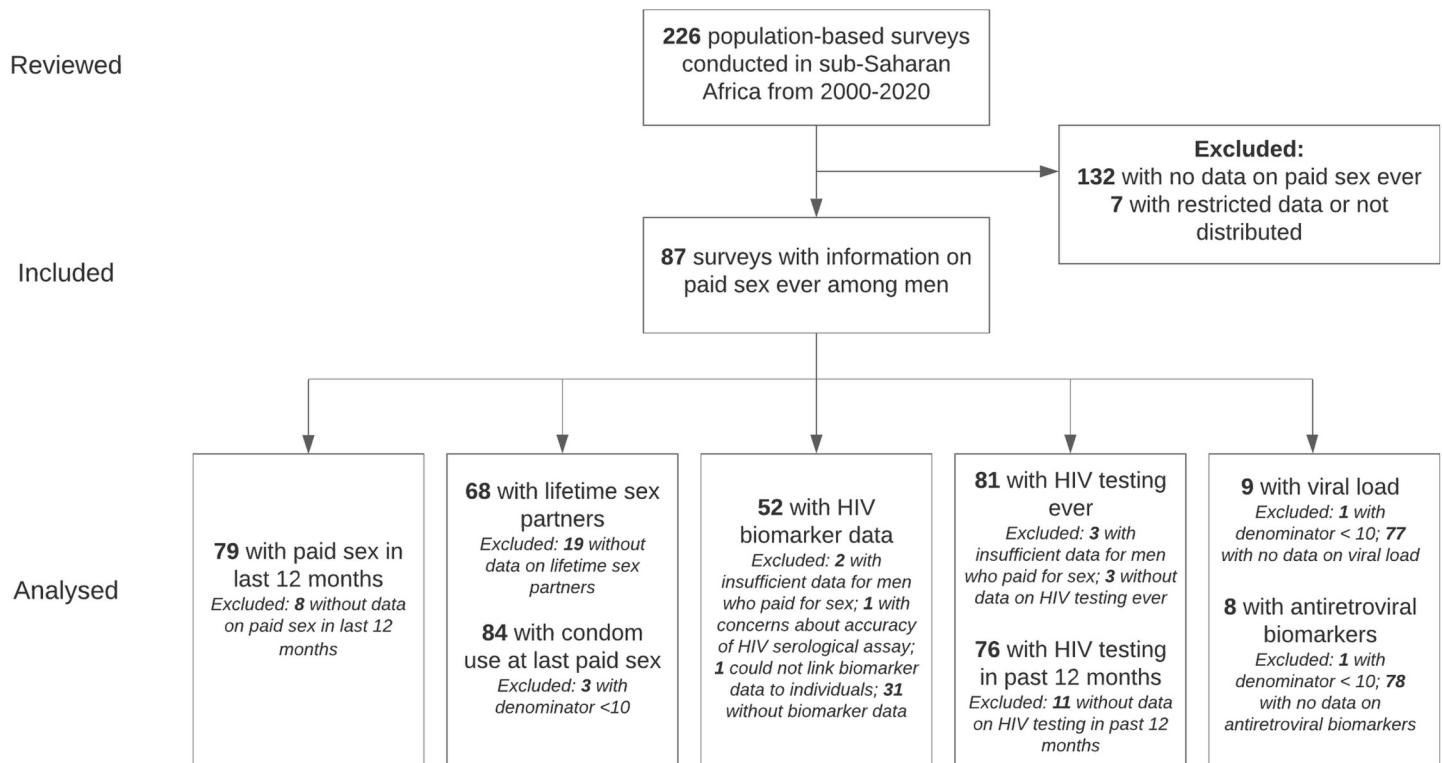 Reviewed
226 population-based surveys
conducted in sub-Saharan
Africa from 2000-2020
Excluded:
132 with no data on paid sex ever
7 with restricted data or not
distributed
Included
87 surveys with information on
paid sex ever among men
Analysed
79 with paid sex in
last 12 months
Excluded: 8 without data
on paid sex in last 12
months
68 with lifetime sex
partners
Excluded: 19 without
data on lifetime sex
partners
84 with condom
use at last paid sex
Excluded: 3 with
denominator <10
52 with HIV
biomarker data
Excluded: 2 with
insufficient data for men
who paid for sex; 1 with
concerns about accuracy
of HIV serological assay;
1 could not link biomarker
data to individuals; 31
without biomarker data
81 with HIV testing
ever
Excluded: 3 with
insufficient data for men
who paid for sex; 3 without
data on HIV testing ever
76 with HIV testing
in past 12 months
Excluded: 11 without data
on HIV testing in past 12
months
9 with viral load
Excluded: 1 with
denominator < 10; 77
with no data on viral load
8 with antiretroviral
biomarkers
Excluded: 1 with
denominator < 10; 78
with no data on
antiretroviral biomarkers